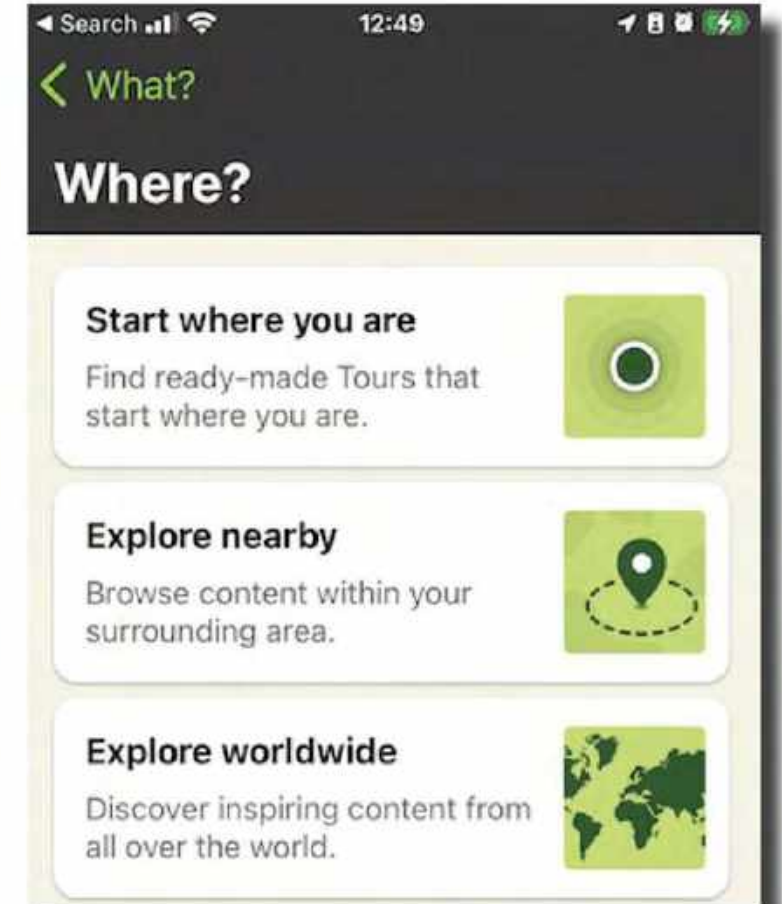 Search
12:49
What?
Where?
Start where you are
Find ready-made Tours that
start where you are.
Explore nearby
Browse content within your
surrounding area.
Explore worldwide
Discover inspiring content from
all over the world.